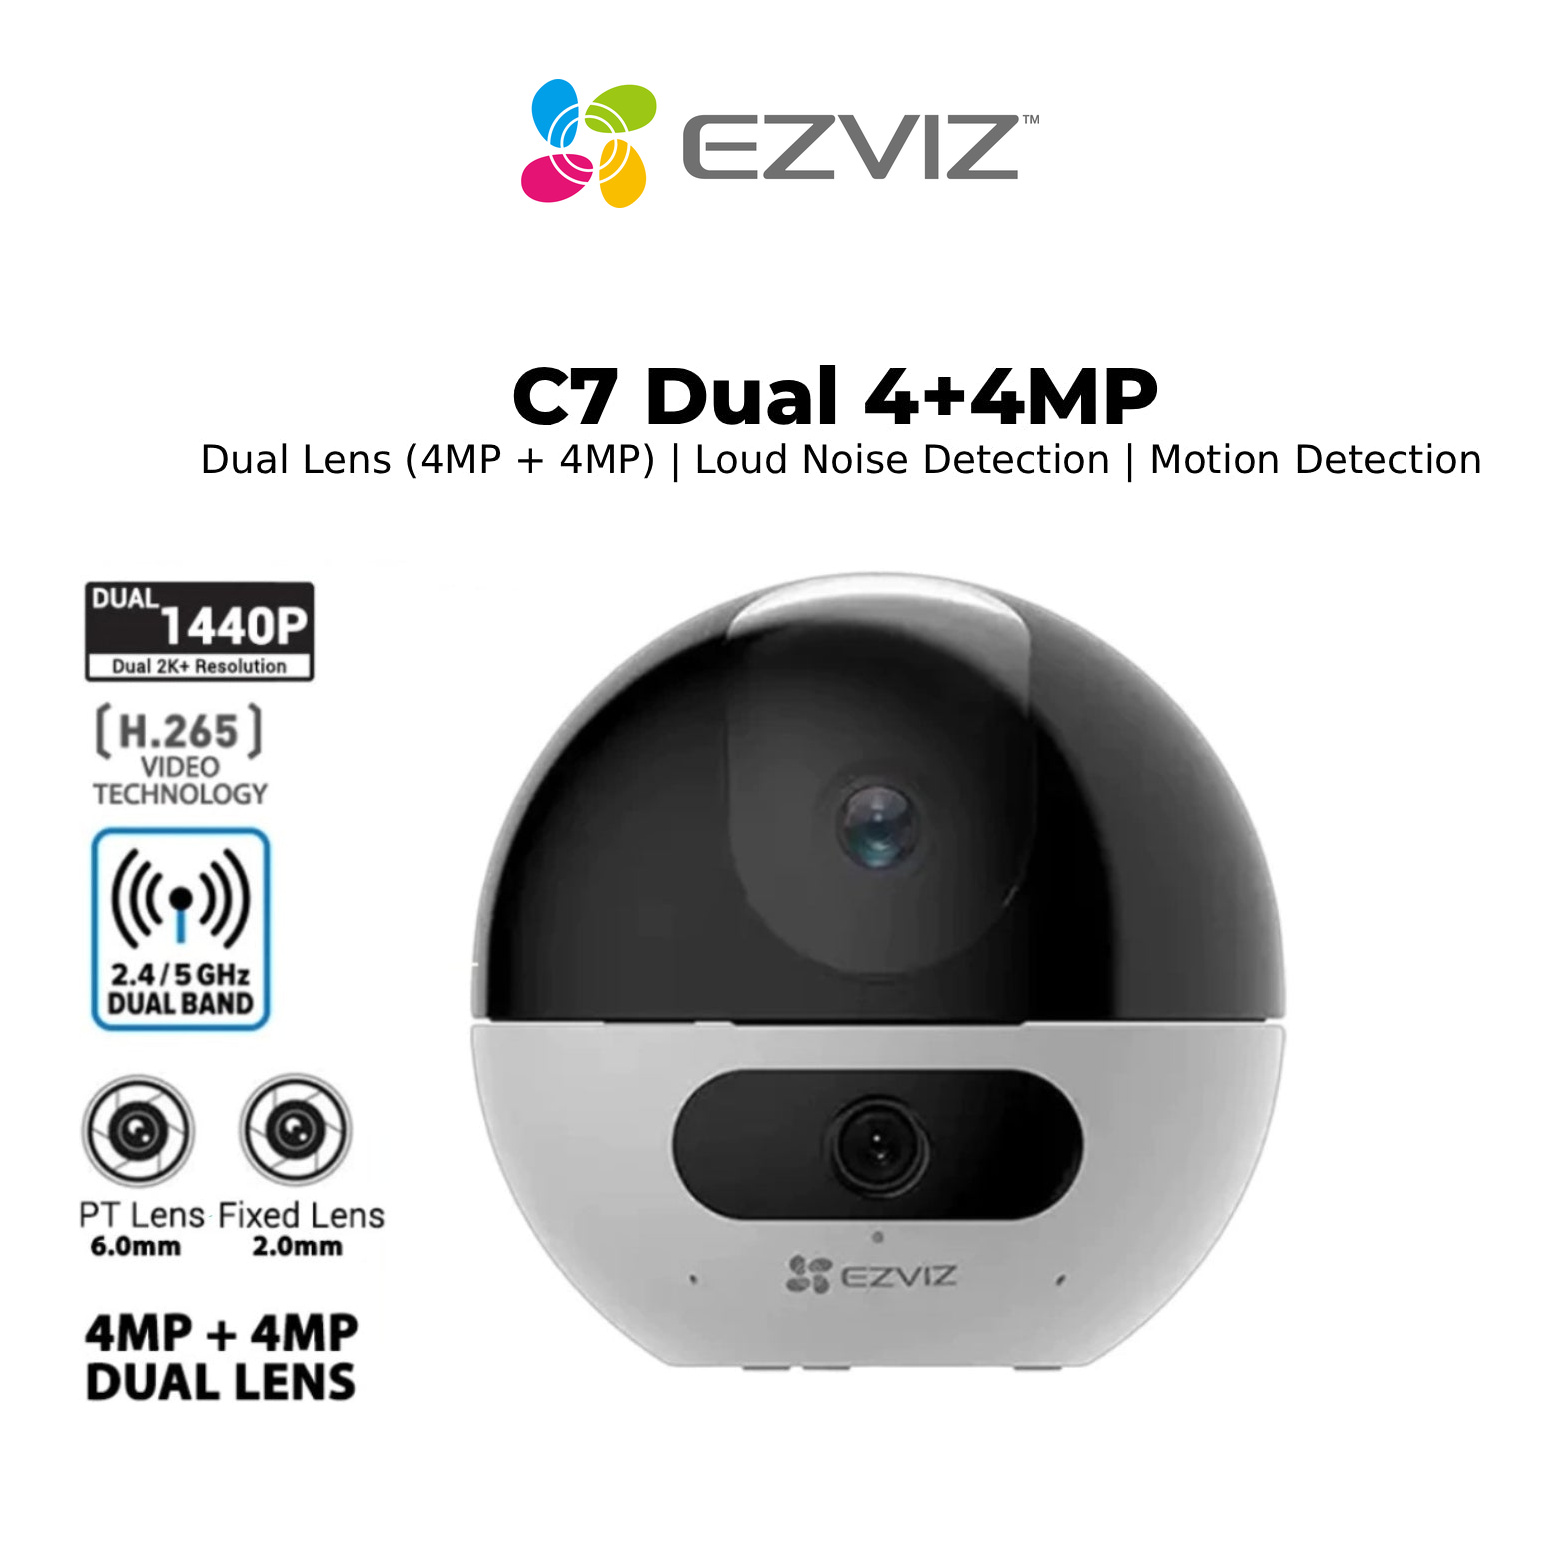 EZVIZ™
C7 Dual 4+4MP
Dual Lens (4MP + 4MP) | Loud Noise Detection | Motion Detection
DUAL
1440P
Dual 2K+ Resolution
[H.265]
VIDEO
TECHNOLOGY
2.4/5GHz
DUAL BAND
PT Lens Fixed Lens
6.0mm 2.0mm
4MP + 4MP
DUAL LENS
EZVIZ